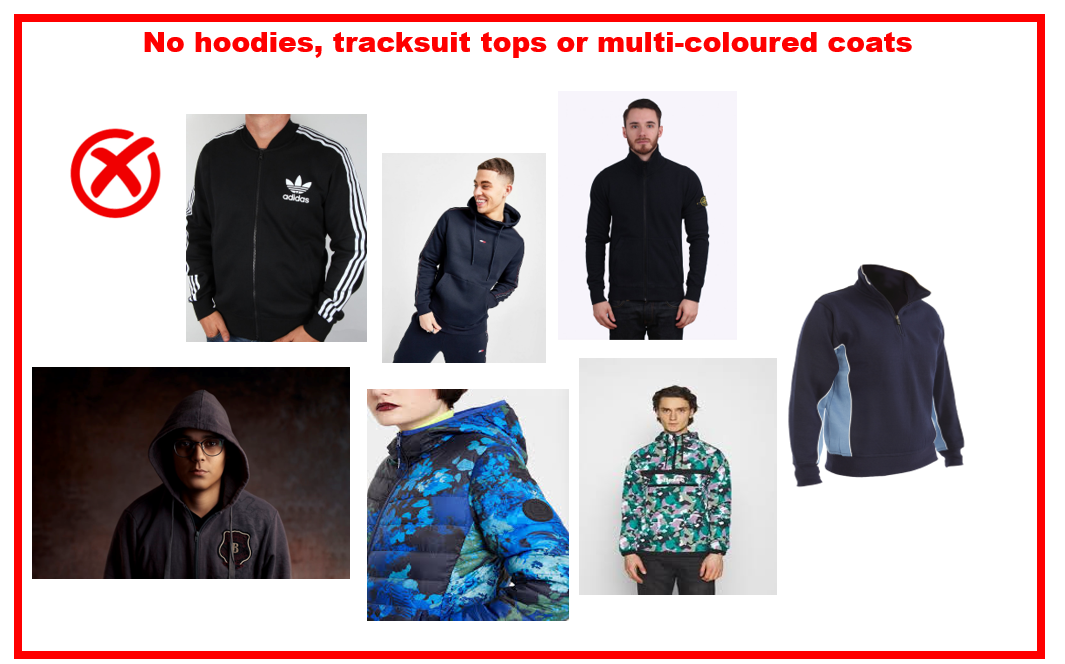 No hoodies, tracksuit tops or multi-coloured coats
adidas
B